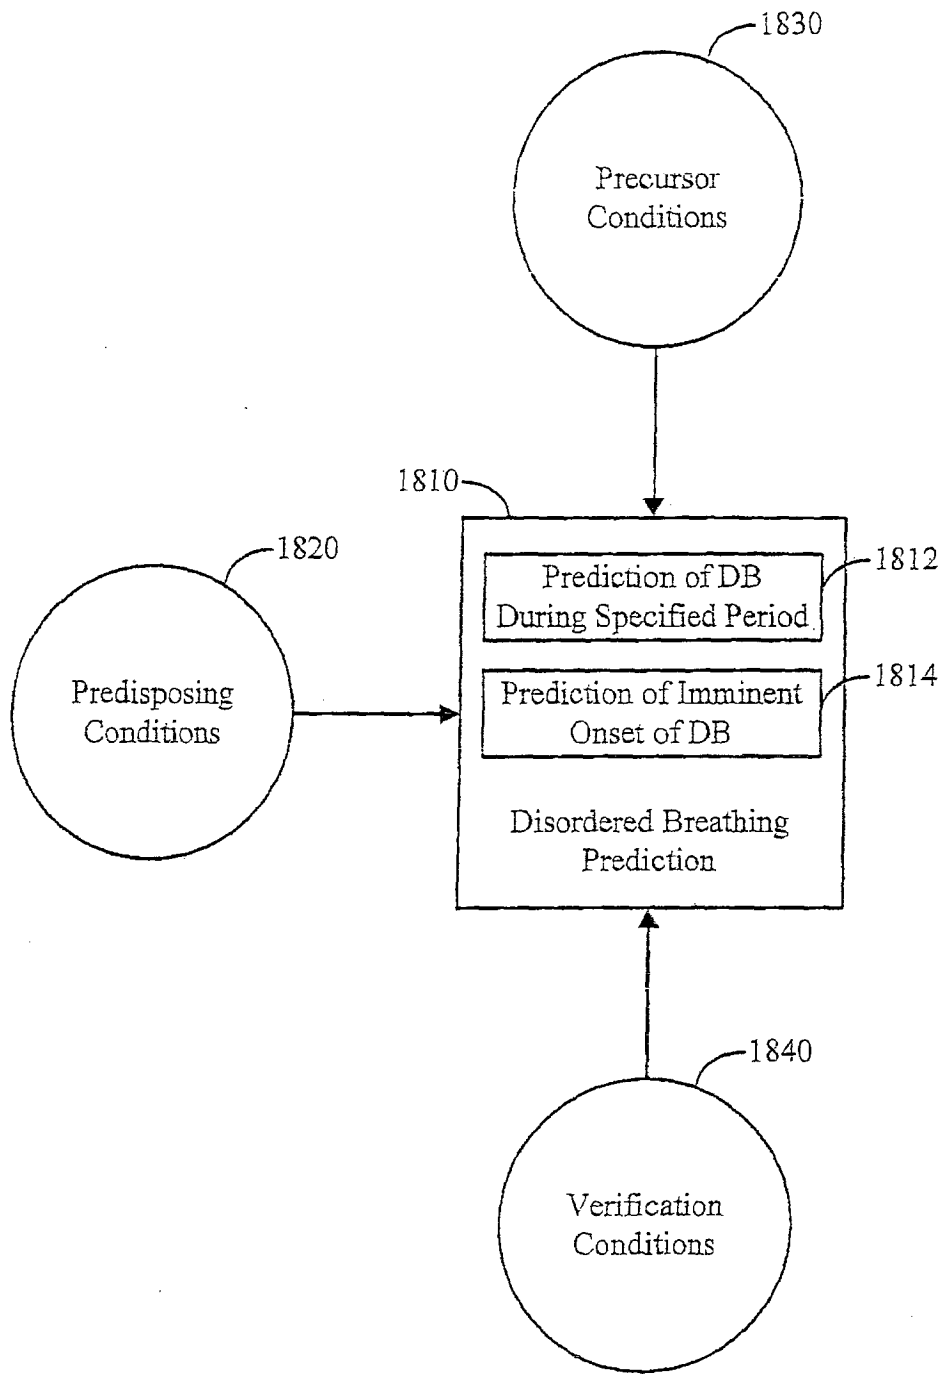 1830
Precursor
Conditions
1810
1820
1812
Prediction of DB
During Specified Period
Predisposing
Conditions
1814
Prediction of Imminent
Onset of DB
Disordered Breathing
Prediction
1840
Verification
Conditions